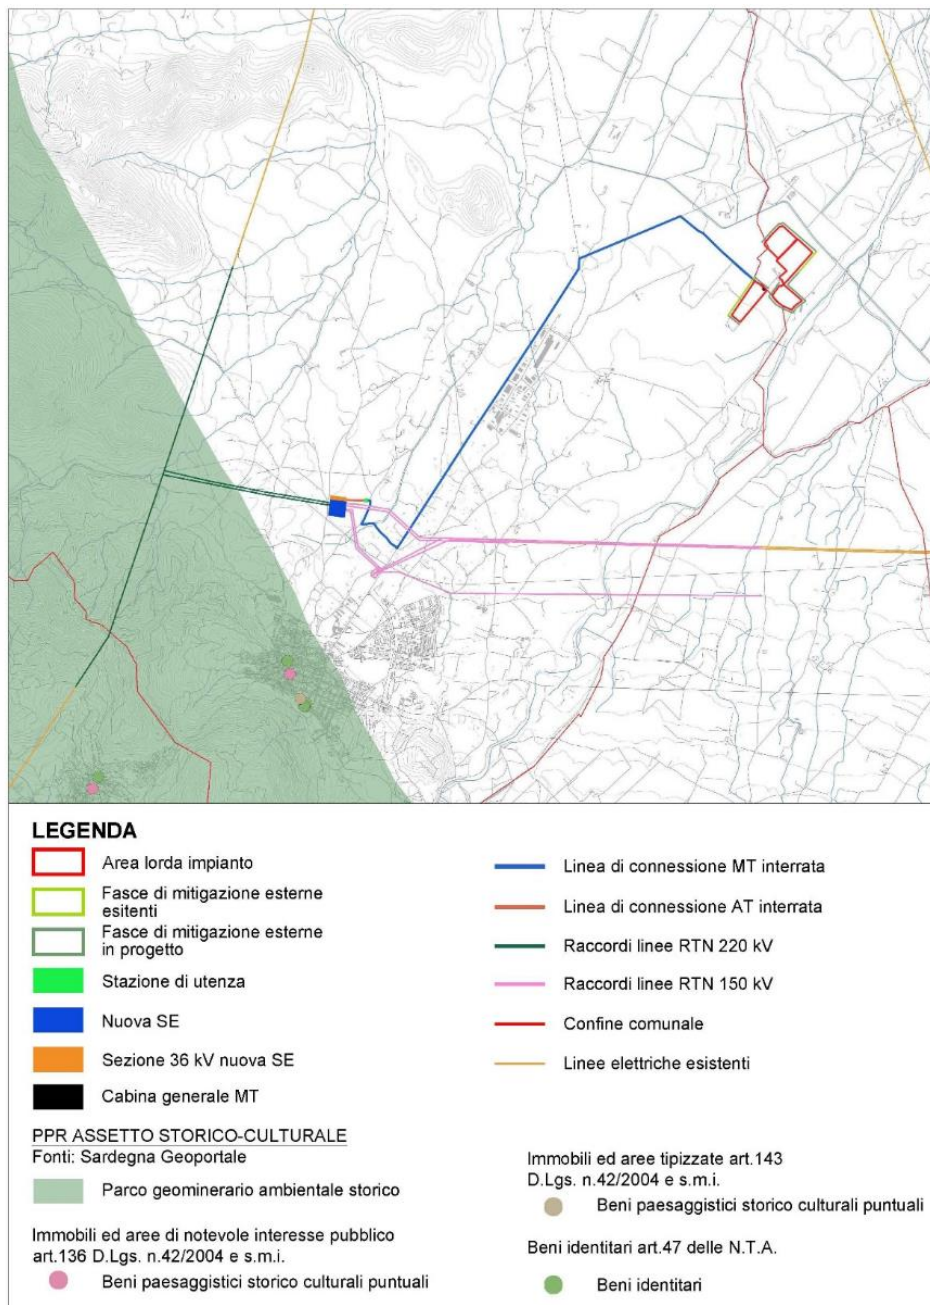 LEGENDA
Area lorda impianto
Fasce di mitigazione esterne
esitenti
Fasce di mitigazione esterne
in progetto
Stazione di utenza
Nuova SE
Sezione 36 kV nuova SE
Cabina generale MT
Linea di connessione MT interrata
Linea di connessione AT interrata
Raccordi linee RTN 220 kV
Raccordi linee RTN 150 kV
Confine comunale
Linee elettriche esistenti
PPR ASSETTO STORICO-CULTURALE
Fonti: Sardegna Geoportale
Parco geominerario ambientale storico
Immobili ed aree di notevole interesse pubblico
art.136 D.Lgs. n.42/2004 e s.m.i.
Beni paesaggistici storico culturali puntuali
Immobili ed aree tipizzate art.143
D.Lgs. n.42/2004 e s.m.i.
Beni paesaggistici storico culturali puntuali
Beni identitari art.47 delle N.T.A.
Beni identitari